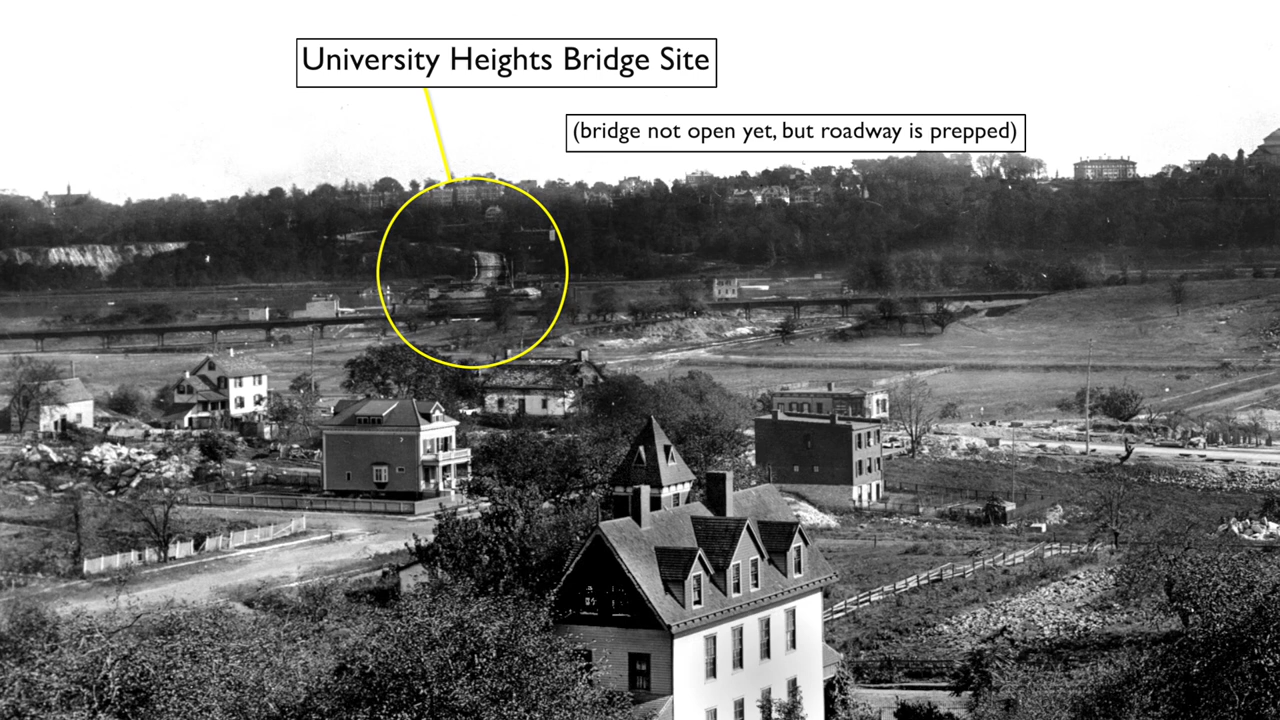 University Heights Bridge Site
(bridge not open yet, but roadway is prepped)